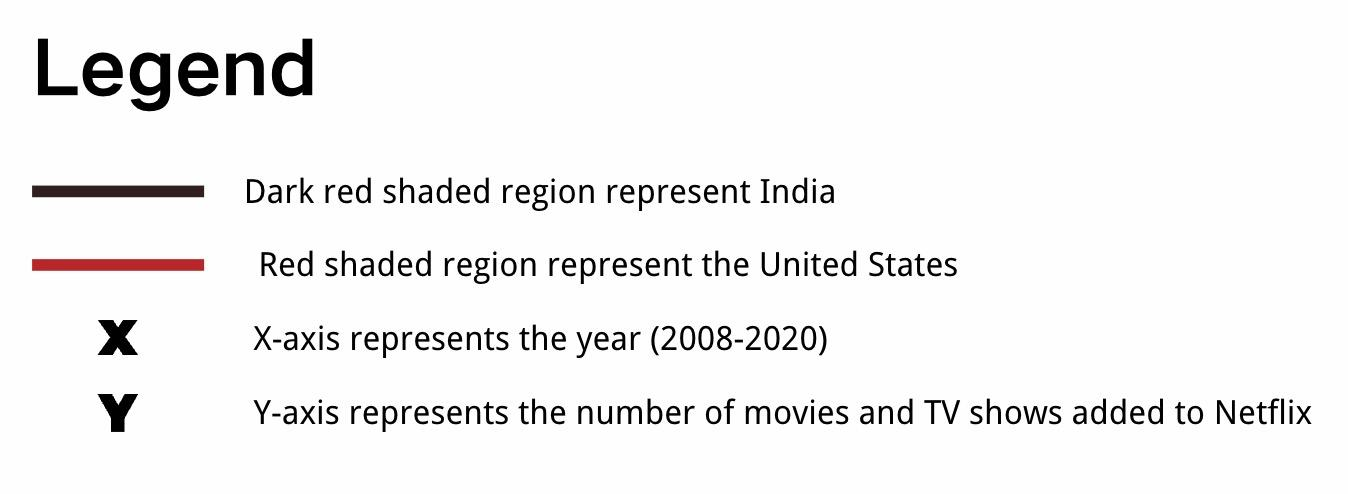 Legend
Dark red shaded region represent India
Red shaded region represent the United States
X X-axis represents the year (2008-2020)
Y Y-axis represents the number of movies and TV shows added to Netflix